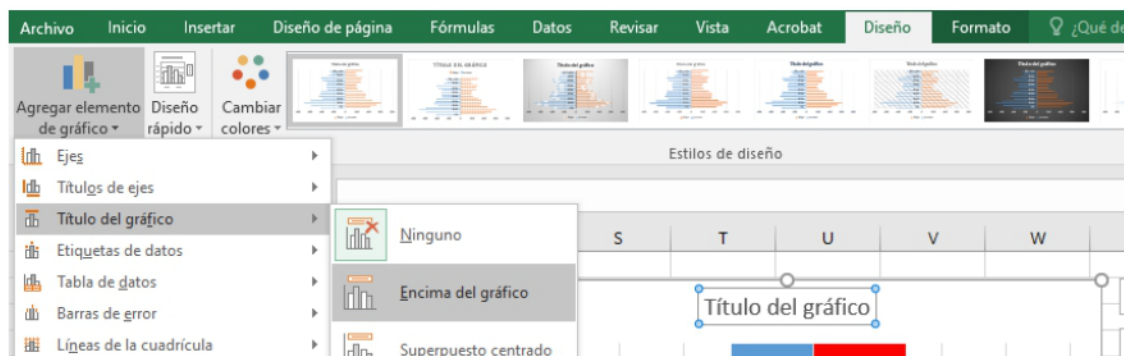 Archivo Inicio Insertar Diseño de página Fórmulas Datos Revisar Vista Acrobat Diseño Formato ¿Qué de
Agregar elemento de gráfico
Diseño rápido
Cambiar colores
Estilos de diseño
Ejes
Títulos de ejes
Título del gráfico
Etiquetas de datos
Tabla de datos
Barras de error
Líneas de la cuadrícula
Ninguno
Encima del gráfico
Superpuesto centrado
S T U V W
Título del gráfico